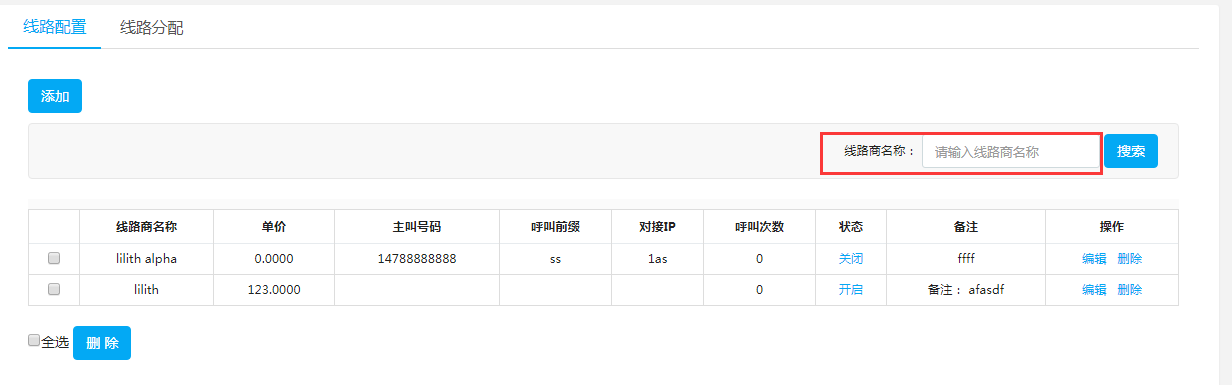 线路配置 线路分配
添加
线路商名称： 请输入线路商名称 搜索
线路商名称 单价 主叫号码 呼叫前缀 对接IP 呼叫次数 状态 备注 操作
lilith alpha 0.0000 14788888888 ss 1as 0 关闭 ffff 编辑 删除
lilith 123.0000 0 开启 备注： afasdf 编辑 删除
全选 删 除